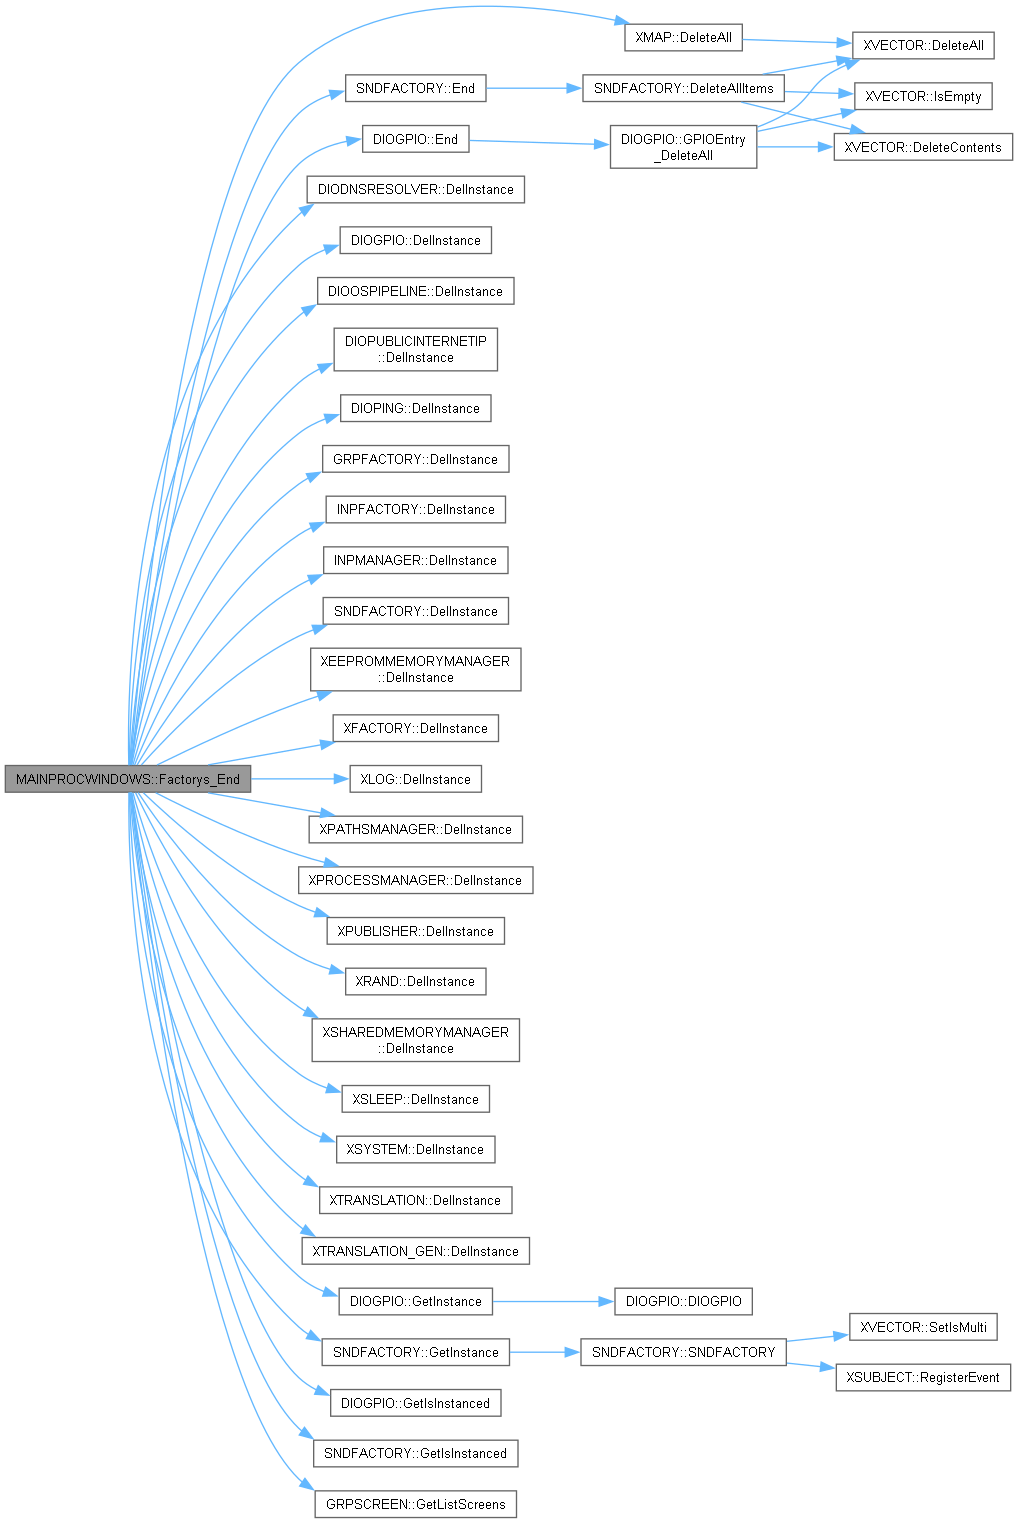 XMAP::DeleteAll
XVECTOR::DeleteAll
SNDFACTORY::End
SNDFACTORY::DeleteAllItems
XVECTOR::IsEmpty
DIOGPIO::End
DIOGPIO::GPIOEntry
_DeleteAll
XVECTOR::DeleteContents
DIODNSRESOLVER::DelInstance
DIOGPIO::DelInstance
DIOOSPIPELINE::DelInstance
DIOPUBLICINTERNETIP
::DelInstance
DIOPING::DelInstance
GRPFACTORY::DelInstance
INPFACTORY::DelInstance
INPMANAGER::DelInstance
SNDFACTORY::DelInstance
XEEPROMMEMORYMANAGER
::DelInstance
XFACTORY::DelInstance
MAINPROCWINDOWS::Factorys_End
XLOG::DelInstance
XPATHSMANAGER::DelInstance
XPROCESSMANAGER::DelInstance
XPUBLISHER::DelInstance
XRAND::DelInstance
XSHAREDMEMORYMANAGER
::DelInstance
XSLEEP::DelInstance
XSYSTEM::DelInstance
XTRANSLATION::DelInstance
XTRANSLATION_GEN::DelInstance
DIOGPIO::GetInstance
DIOGPIO::DIOGPIO
SNDFACTORY::GetInstance
SNDFACTORY::SNDFACTORY
XVECTOR::SetIsMulti
XSUBJECT::RegisterEvent
DIOGPIO::GetIsInstanced
SNDFACTORY::GetIsInstanced
GRPSCREEN::GetListScreens